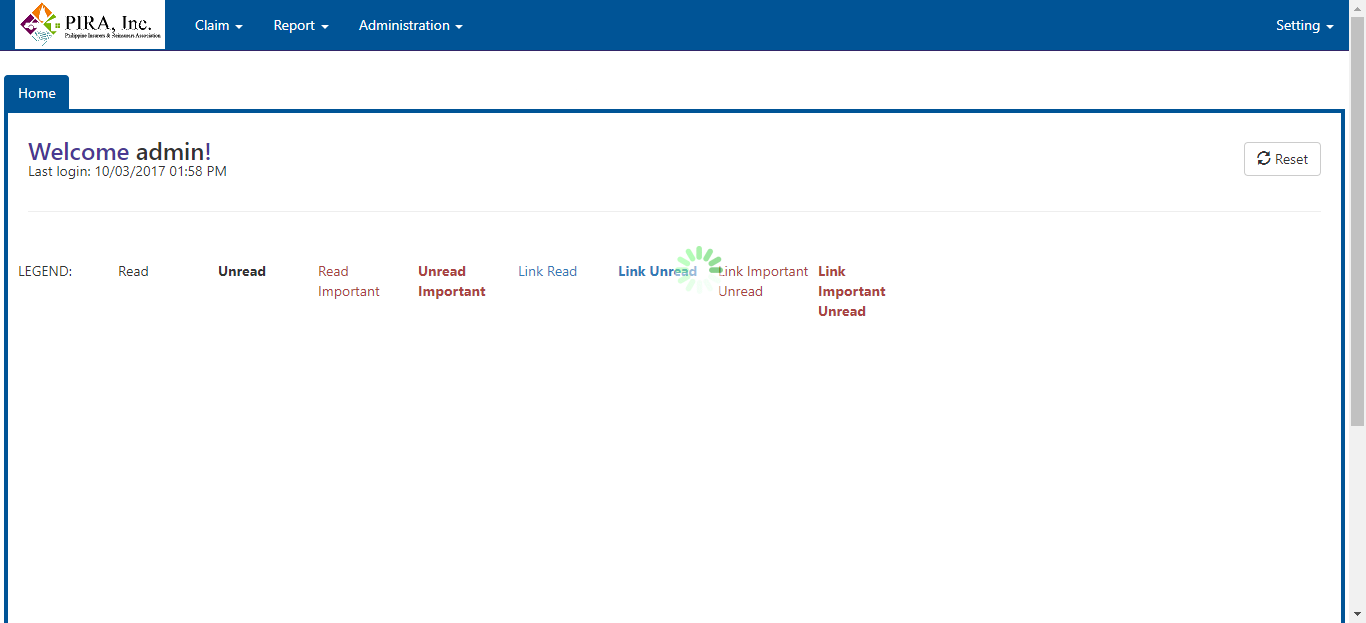 PIRA, Inc.
Philippine Insurers & Reinsurers Association
Claim
Report
Administration
Setting
Home
Welcome admin!
Last login: 10/03/2017 01:58 PM
Reset
LEGEND:
Read
Unread
Read
Important
Unread
Important
Link Read
Link Unread
Link Important
Unread
Link
Important
Unread